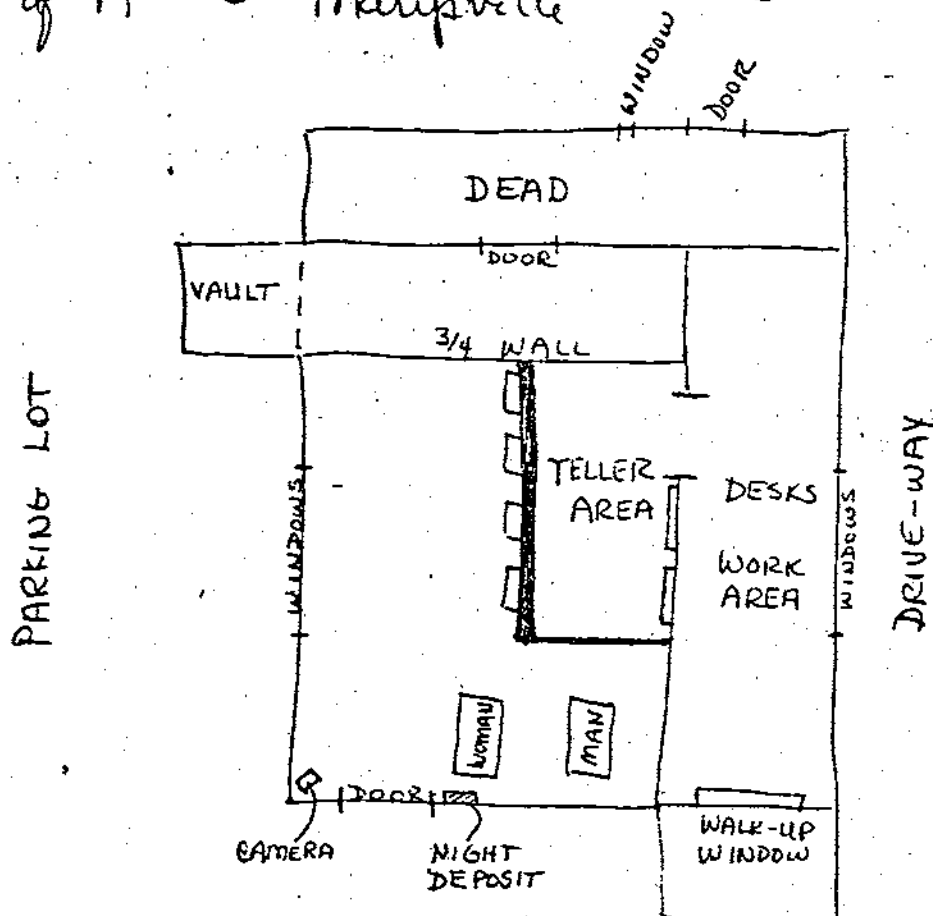 Marysville
WINDOW
DOOR
DEAD
DOOR
VAULT
3/4 WALL
PARKING LOT
WINDOWS
TELLER
AREA
DESKS
WORK
AREA
WINDOWS
DRIVE-WAY
WOMAN
MAN
DOOR
CAMERA
NIGHT
DEPOSIT
WALK-UP
WINDOW